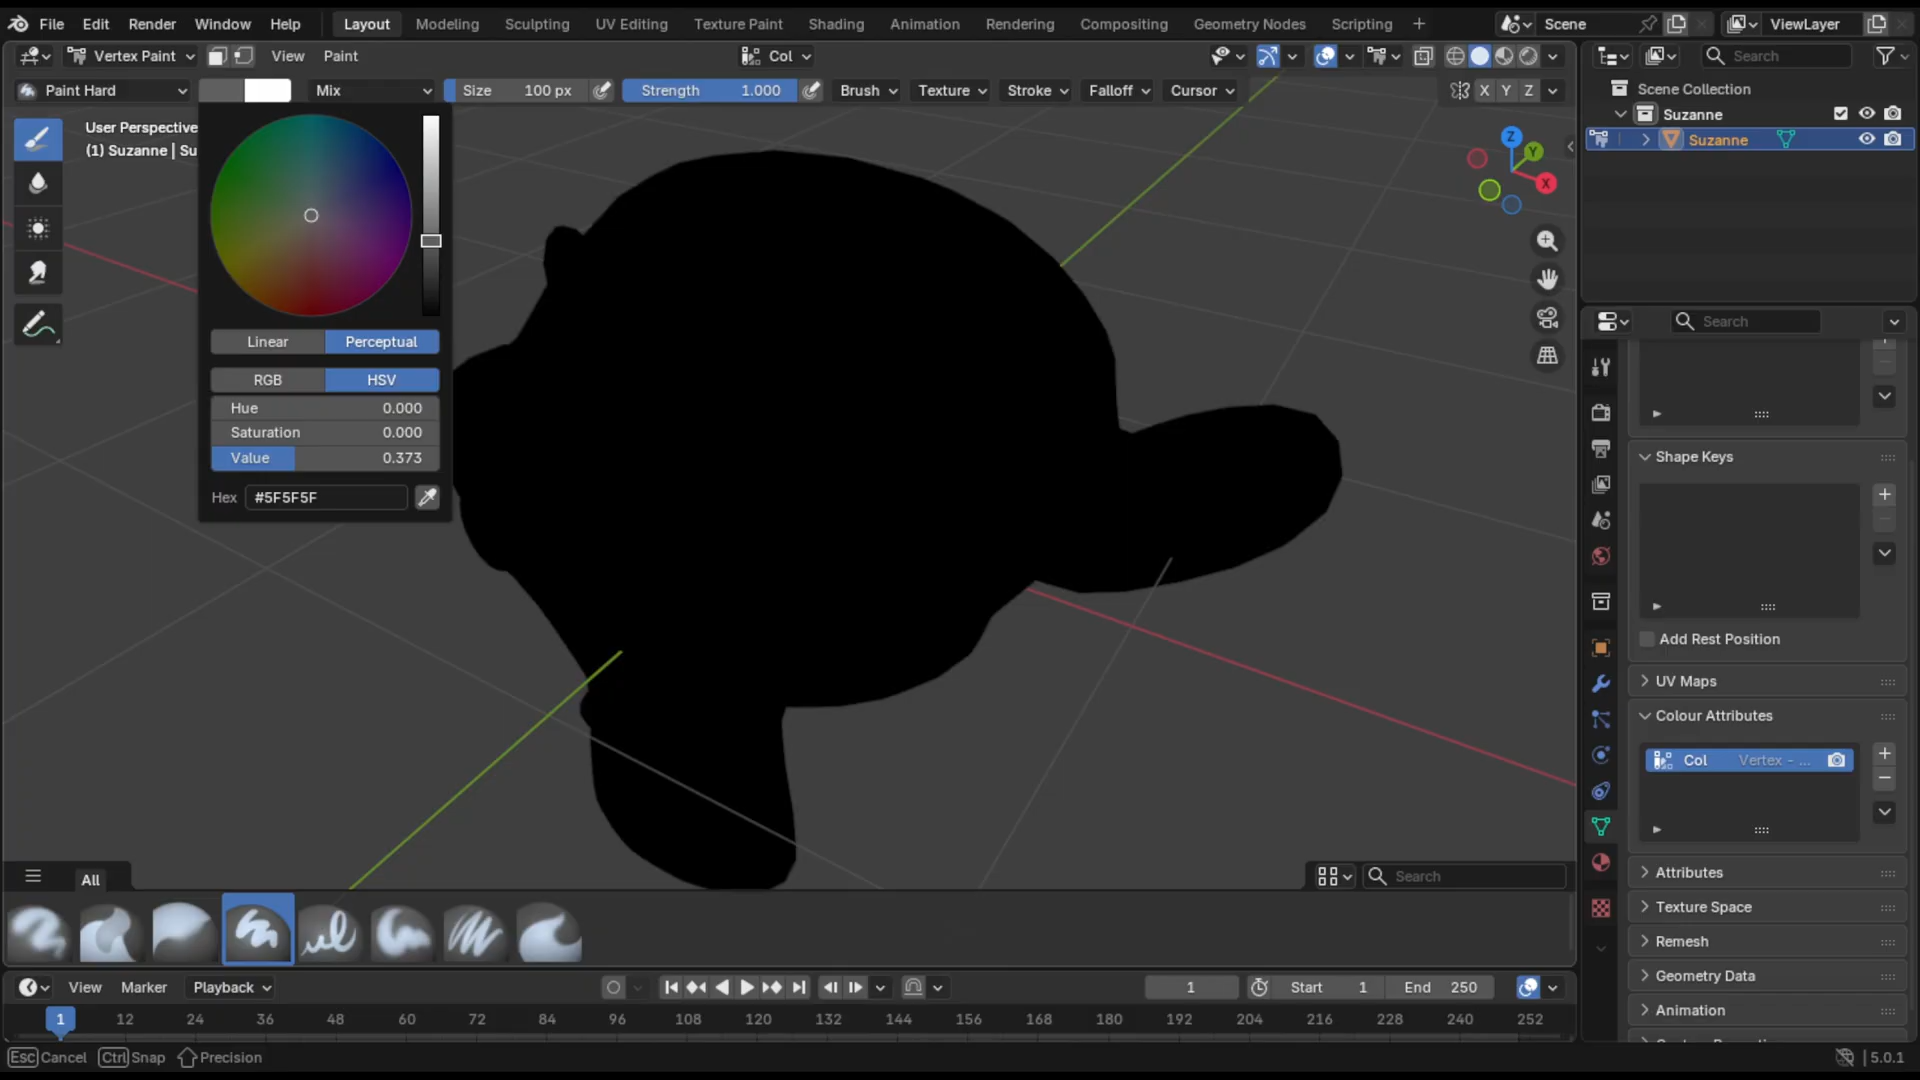 File Edit Render Window Help Layout Modeling Sculpting UV Editing Texture Paint Shading Animation Rendering Compositing Geometry Nodes Scripting + Scene ViewLayer
Vertex Paint View Paint Col Search
Paint Hard Mix Size 100 px Strength 1.000 Brush Texture Stroke Falloff Cursor X Y Z
Scene Collection
Suzanne
Suzanne
User Perspective
(1) Suzanne | Su
Z
Y
X
Linear Perceptual
RGB HSV
Hue 0.000
Saturation 0.000
Value 0.373
Hex #5F5F5F
Search
Shape Keys
Add Rest Position
UV Maps
Colour Attributes
Col Vertex - ...
Attributes
Texture Space
Remesh
Geometry Data
Animation
All
Search
View Marker Playback 1 Start 1 End 250
1 12 24 36 48 60 72 84 96 108 120 132 144 156 168 180 192 204 216 228 240 252
Esc Cancel Ctrl Snap Precision 5.0.1